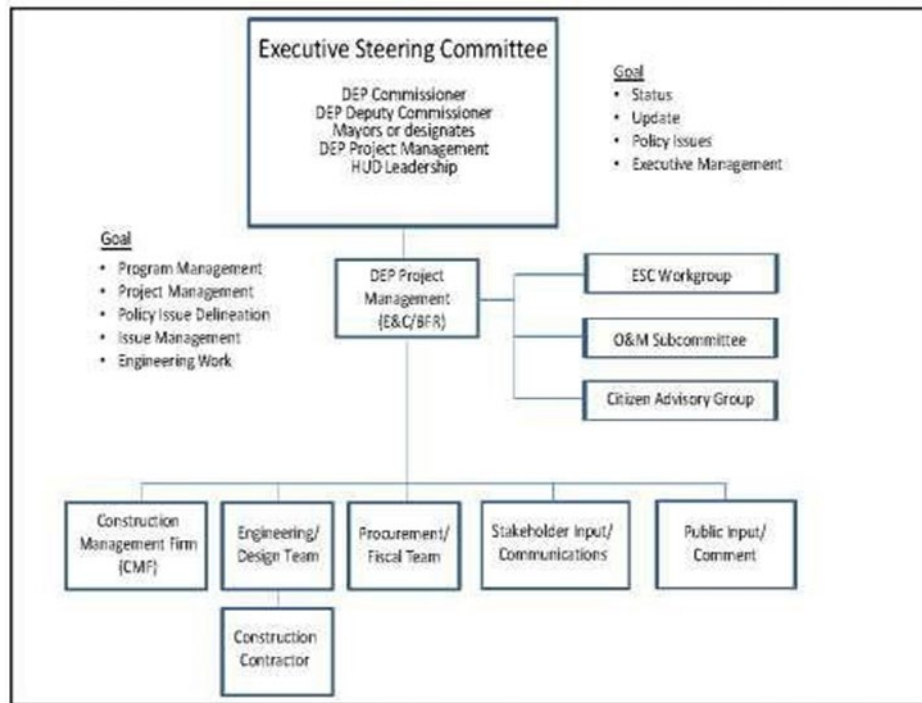 Executive Steering Committee
DEP Commissioner
DEP Deputy Commissioner
Mayors or designates
DEP Project Management
HUD Leadership
Goal
• Status
• Update
• Policy Issues
• Executive Management
Goal
• Program Management
• Project Management
• Policy Issue Delineation
• Issue Management
• Engineering Work
DEP Project
Management
(E&C/BFR)
ESC Workgroup
O&M Subcommittee
Citizen Advisory Group
Construction
Management Firm
(CMF)
Engineering/
Design Team
Procurement/
Fiscal Team
Stakeholder Input/
Communications
Public Input/
Comment
Construction
Contractor